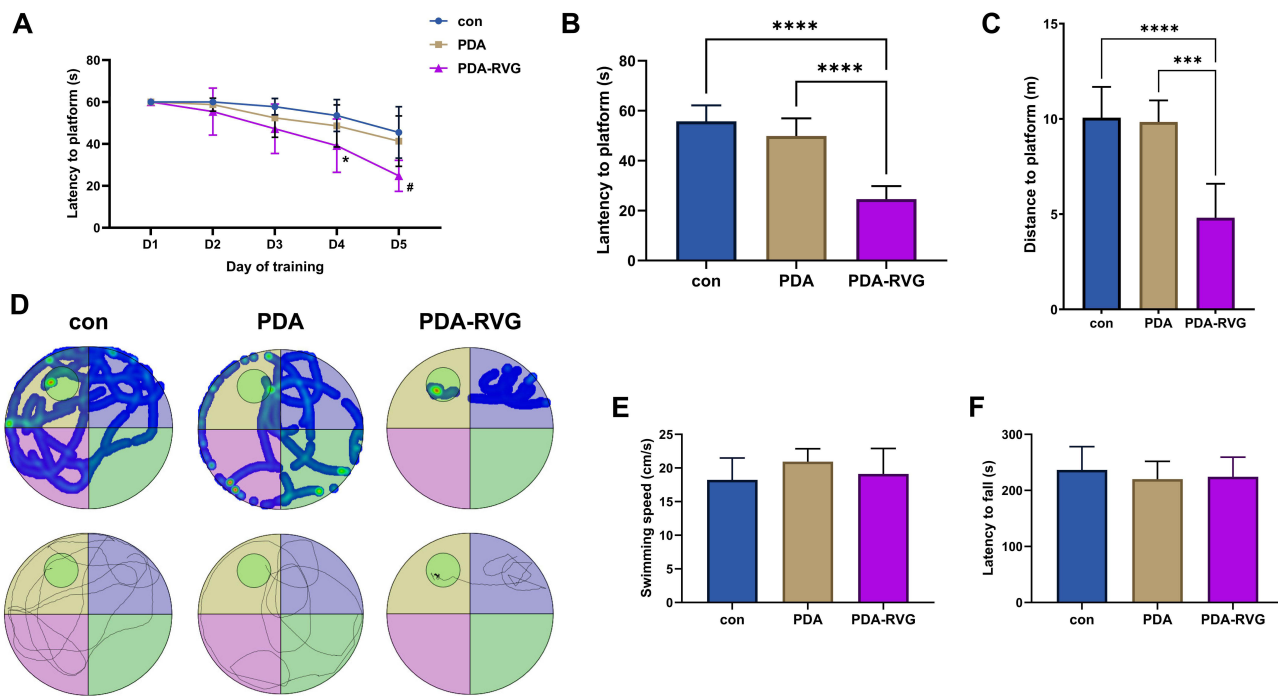 A
con
PDA
PDA-RVG
Latency to platform (s)
80
60
40
20
0
*
#
D1 D2 D3 D4 D5
Day of training
B
Lantency to platform (s)
80
60
40
20
0
****
****
con PDA PDA-RVG
C
Distance to platform (m)
15
10
5
0
****
***
con PDA PDA-RVG
D
con PDA PDA-RVG
E
Swimming speed (cm/s)
25
20
15
10
5
0
con PDA PDA-RVG
F
Latency to fall (s)
300
200
100
0
con PDA PDA-RVG